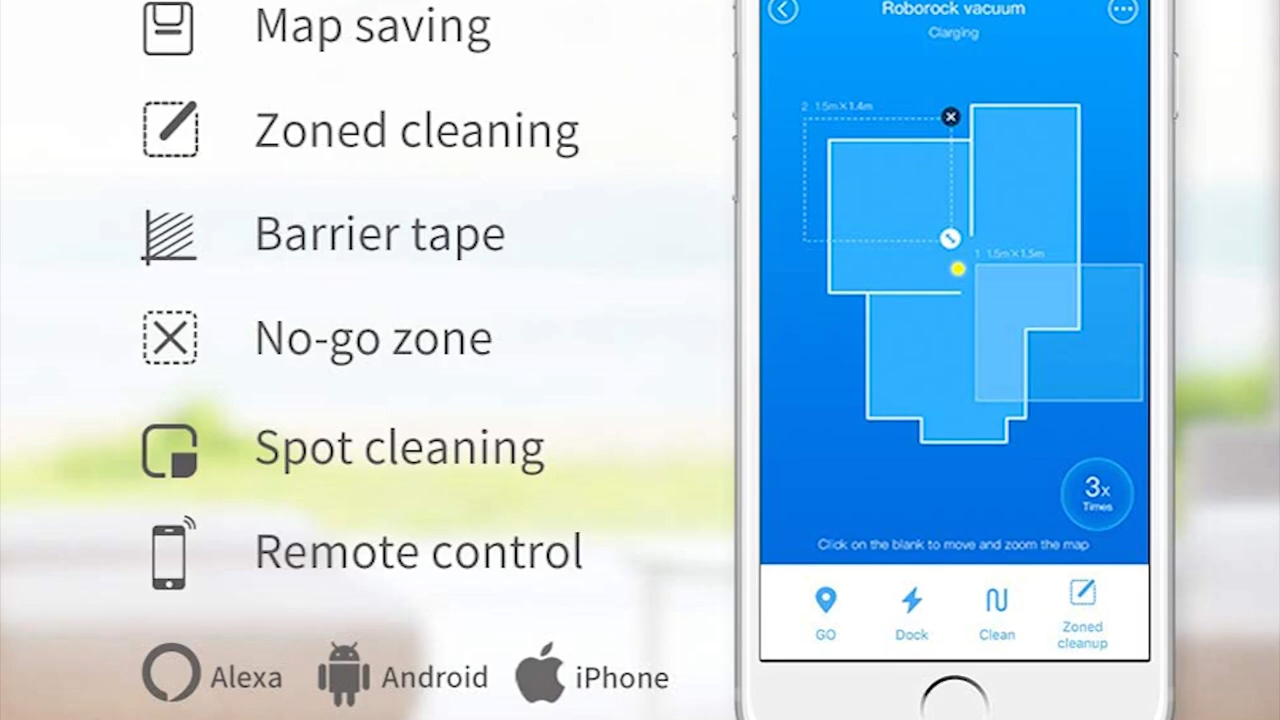 Map saving
Zoned cleaning
Barrier tape
No-go zone
Spot cleaning
Remote control
Alexa
Android
iPhone
Roborock vacuum
Clarging
2 1.5m×1.4m
1 1.5m×1.5m
3x
Times
Click on the blank to move and zoom the map
GO
Dock
Clean
Zoned
cleanup